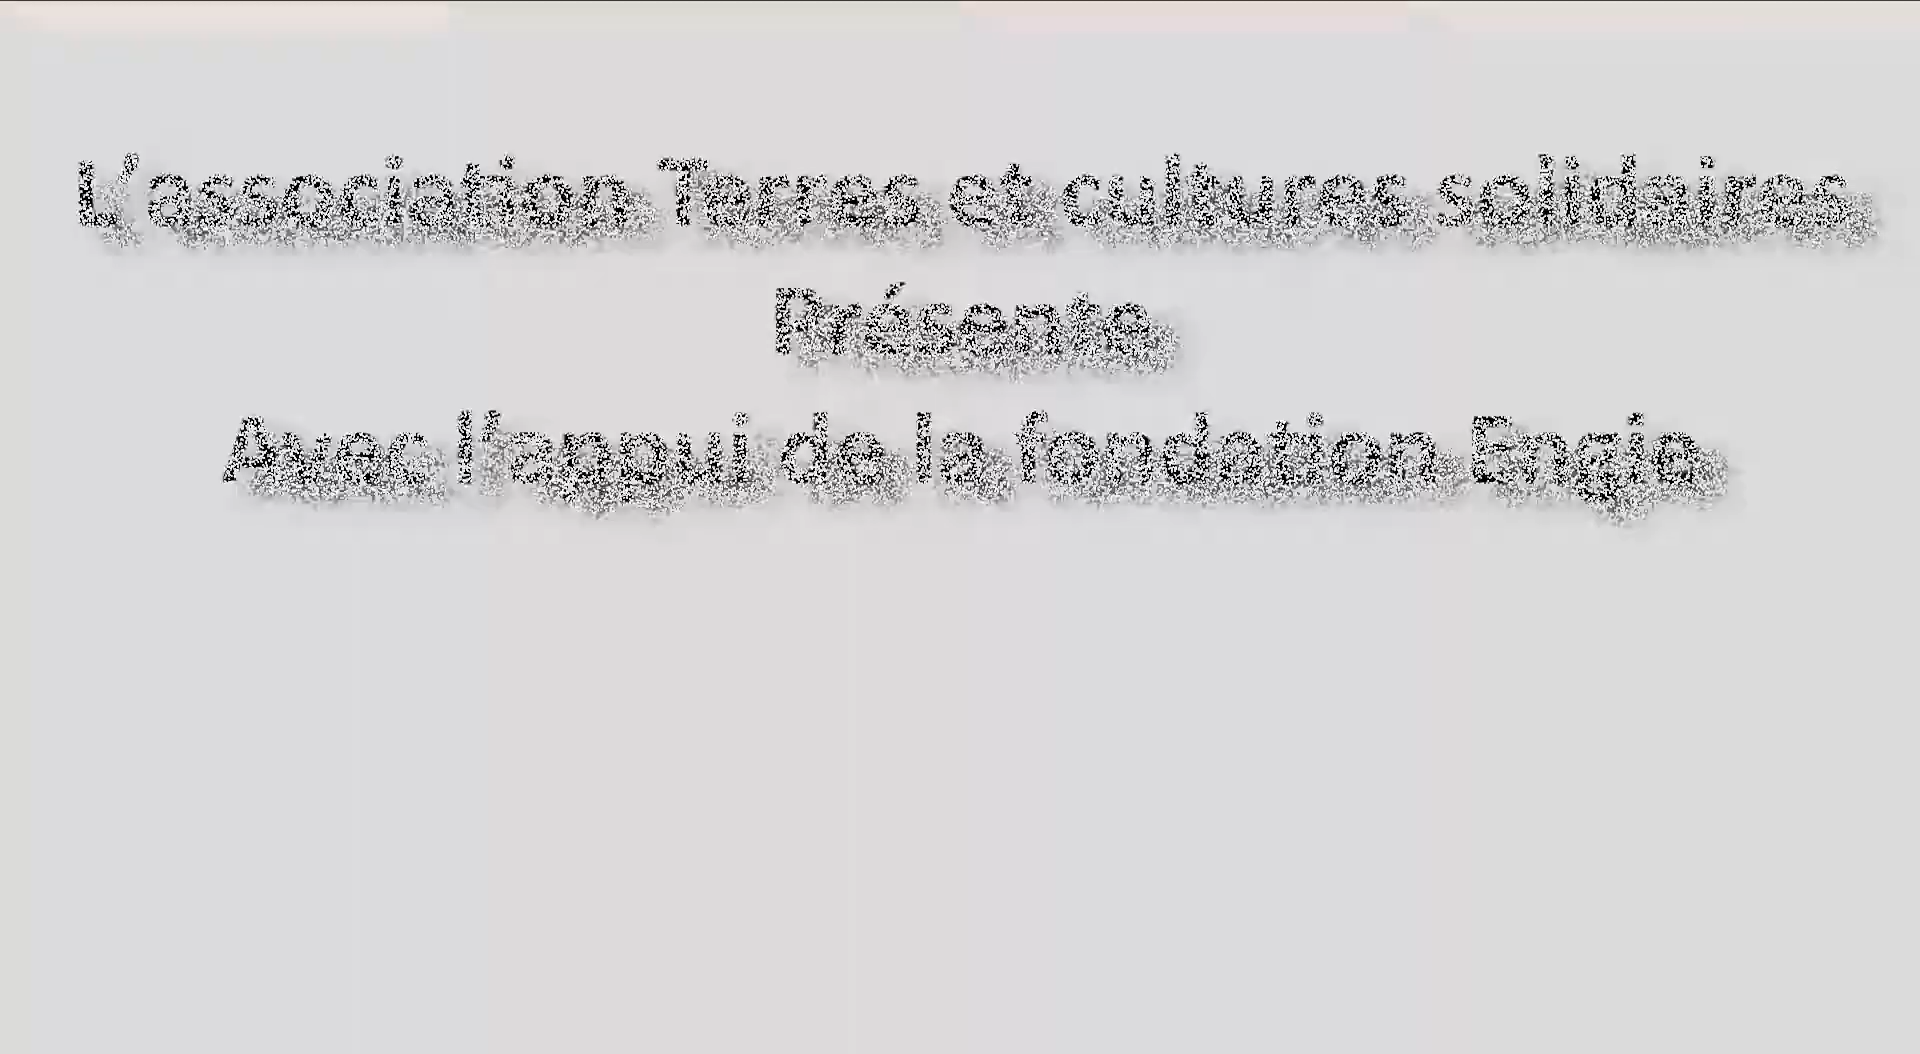 L'association Terres et cultures solidaires
Présente
Avec l'appui de la fondation Engie